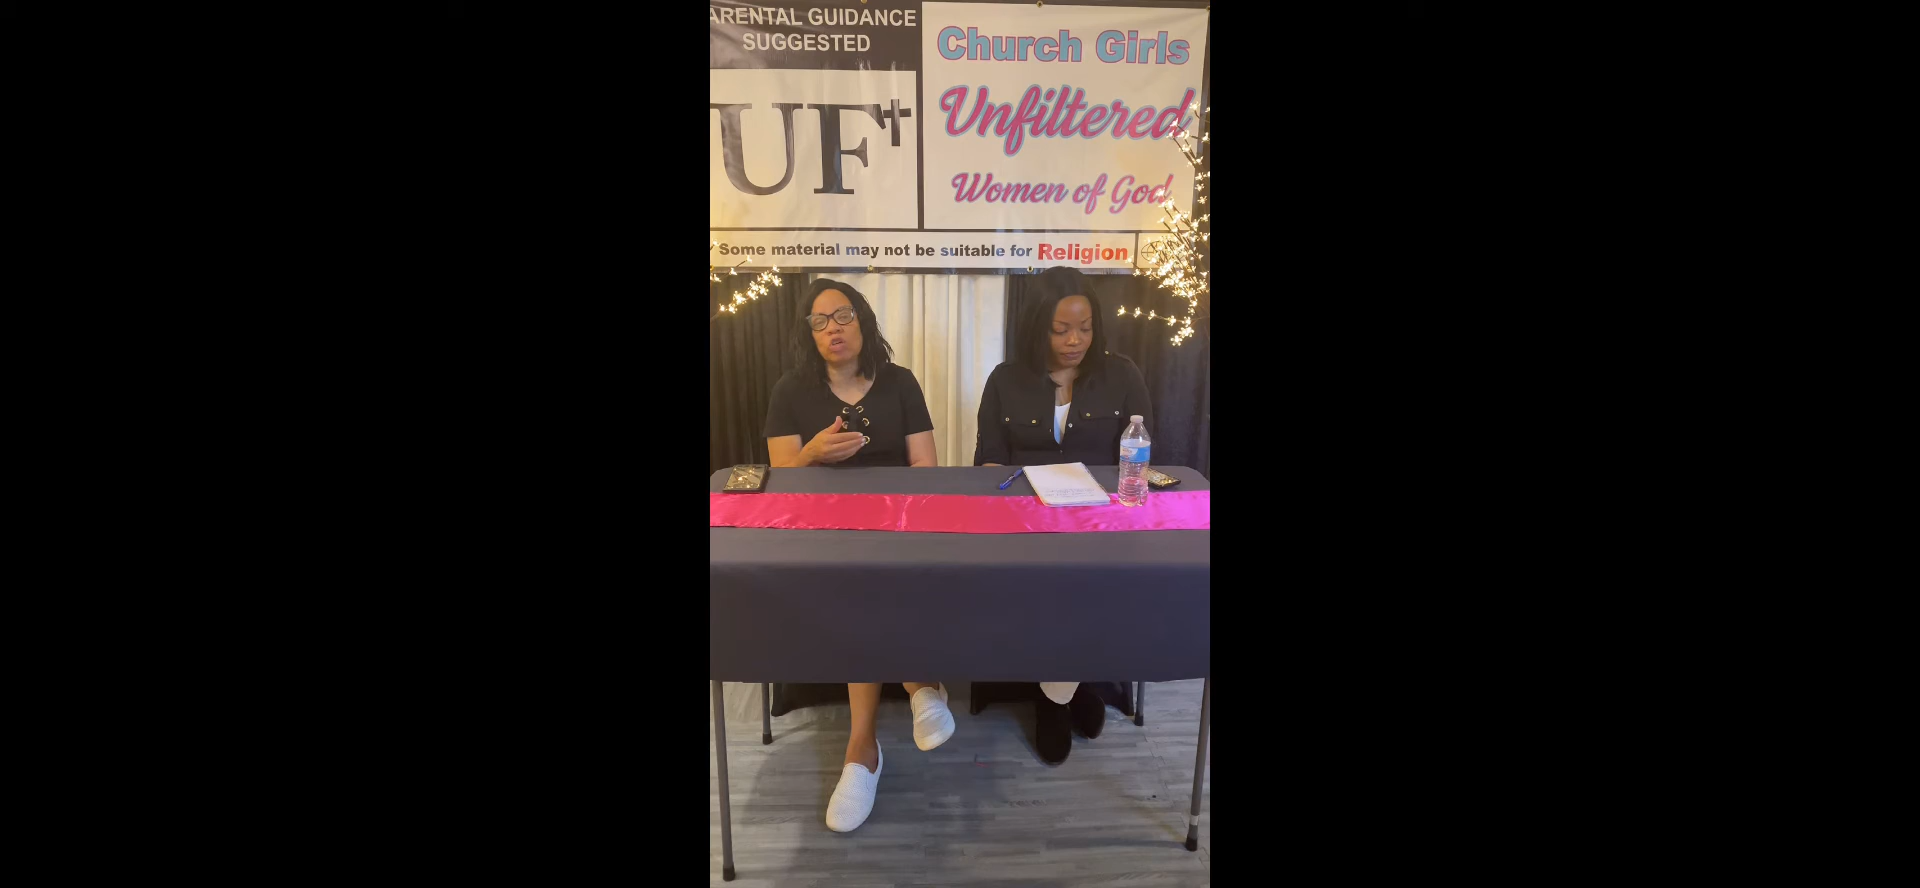 ARENTAL GUIDANCE
SUGGESTED
UF
Church Girls
Unfiltered
Women of God
Some material may not be suitable for Religion